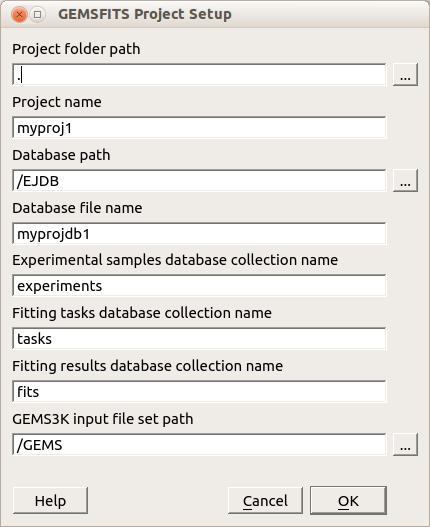 GEMSFITS Project Setup
Project folder path
.
...
Project name
myproj1
Database path
/EJDB
...
Database file name
myprojdb1
Experimental samples database collection name
experiments
Fitting tasks database collection name
tasks
Fitting results database collection name
fits
GEMS3K input file set path
/GEMS
...
Help
Cancel
OK